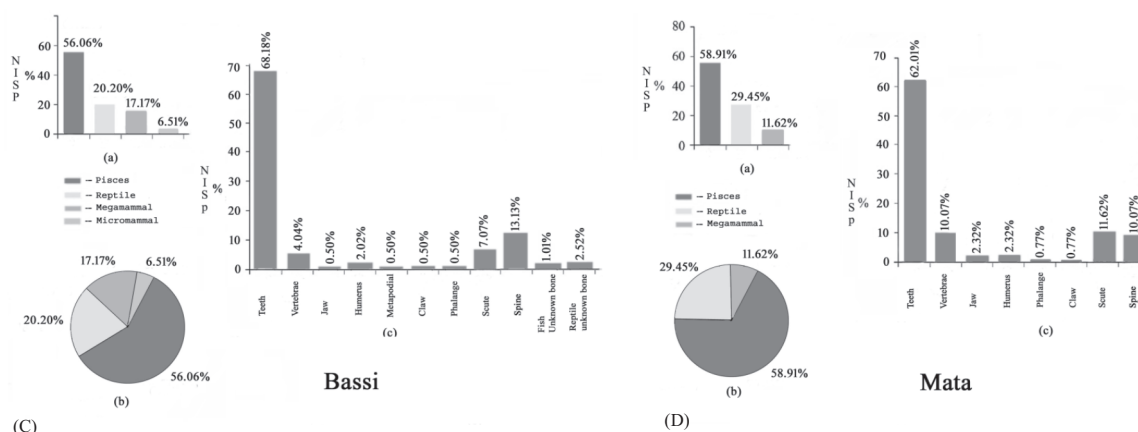 NISP %
60
40
20
0
56.06%
20.20%
17.17%
6.51%
(a)
– Pisces
– Reptile
– Megamammal
– Micromammal
17.17%
6.51%
20.20%
56.06%
(b)
NISP %
70
60
50
40
30
20
10
0
68.18%
4.04%
0.50%
2.02%
0.50%
0.50%
0.50%
7.07%
13.13%
1.01%
2.52%
Teeth
Vertebrae
Jaw
Humerus
Metapodial
Claw
Phalange
Scute
Spine
Fish
Unknown bone
Reptile
unknown bone
(c)
Bassi
(C)
NISP %
80
60
40
20
0
58.91%
29.45%
11.62%
(a)
– Pisces
– Reptile
– Megamammal
29.45%
11.62%
58.91%
(b)
NISP %
70
60
50
40
30
20
10
0
62.01%
10.07%
2.32%
2.32%
0.77%
0.77%
11.62%
10.07%
Teeth
Vertebrae
Jaw
Humerus
Phalange
Claw
Scute
Spine
(c)
Mata
(D)